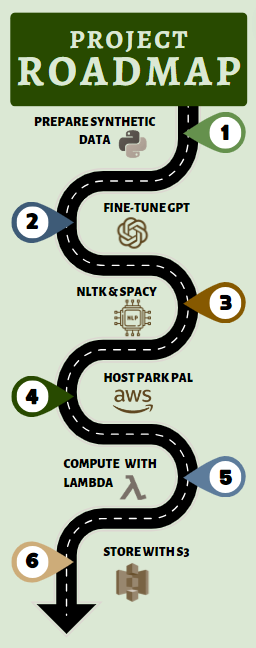 PROJECT
ROADMAP
PREPARE SYNTHETIC
DATA
1
2
FINE-TUNE GPT
NLTK & SPACY
NLP
3
HOST PARK PAL
aws
4
COMPUTE WITH
LAMBDA
5
6
STORE WITH S3